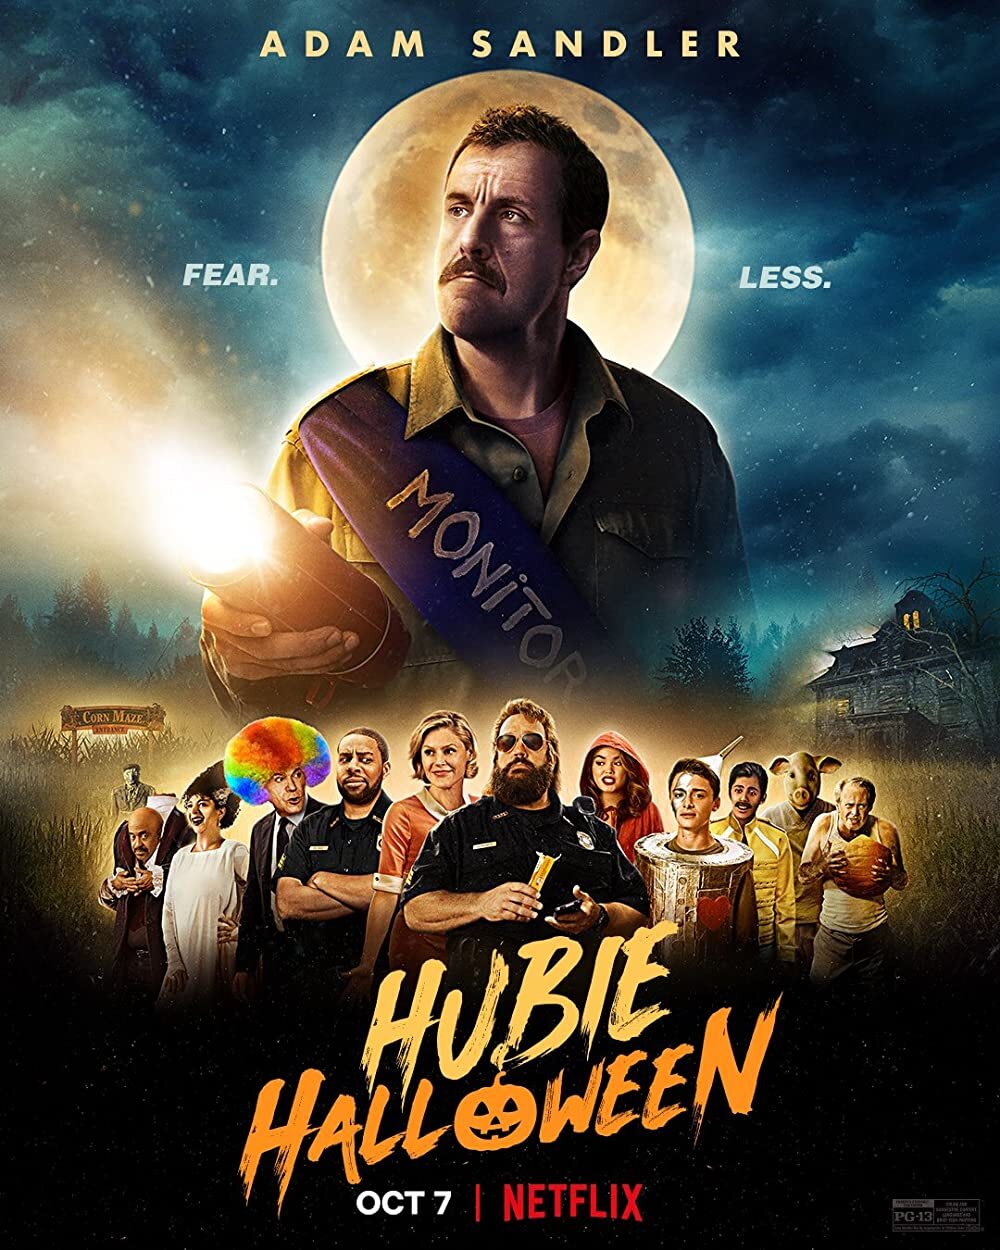 ADAM SANDLER
FEAR. LESS.
MONiTOR
CORN MAZE
ENTRANCE
HUBIE
HALLOWEEN
OCT 7 | NETFLIX
PG-13